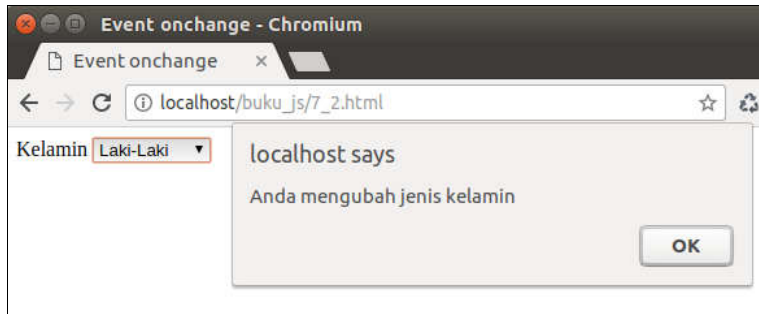 Event onchange - Chromium
Event onchange
localhost/buku_js/7_2.html
Kelamin Laki-Laki
localhost says
Anda mengubah jenis kelamin
OK